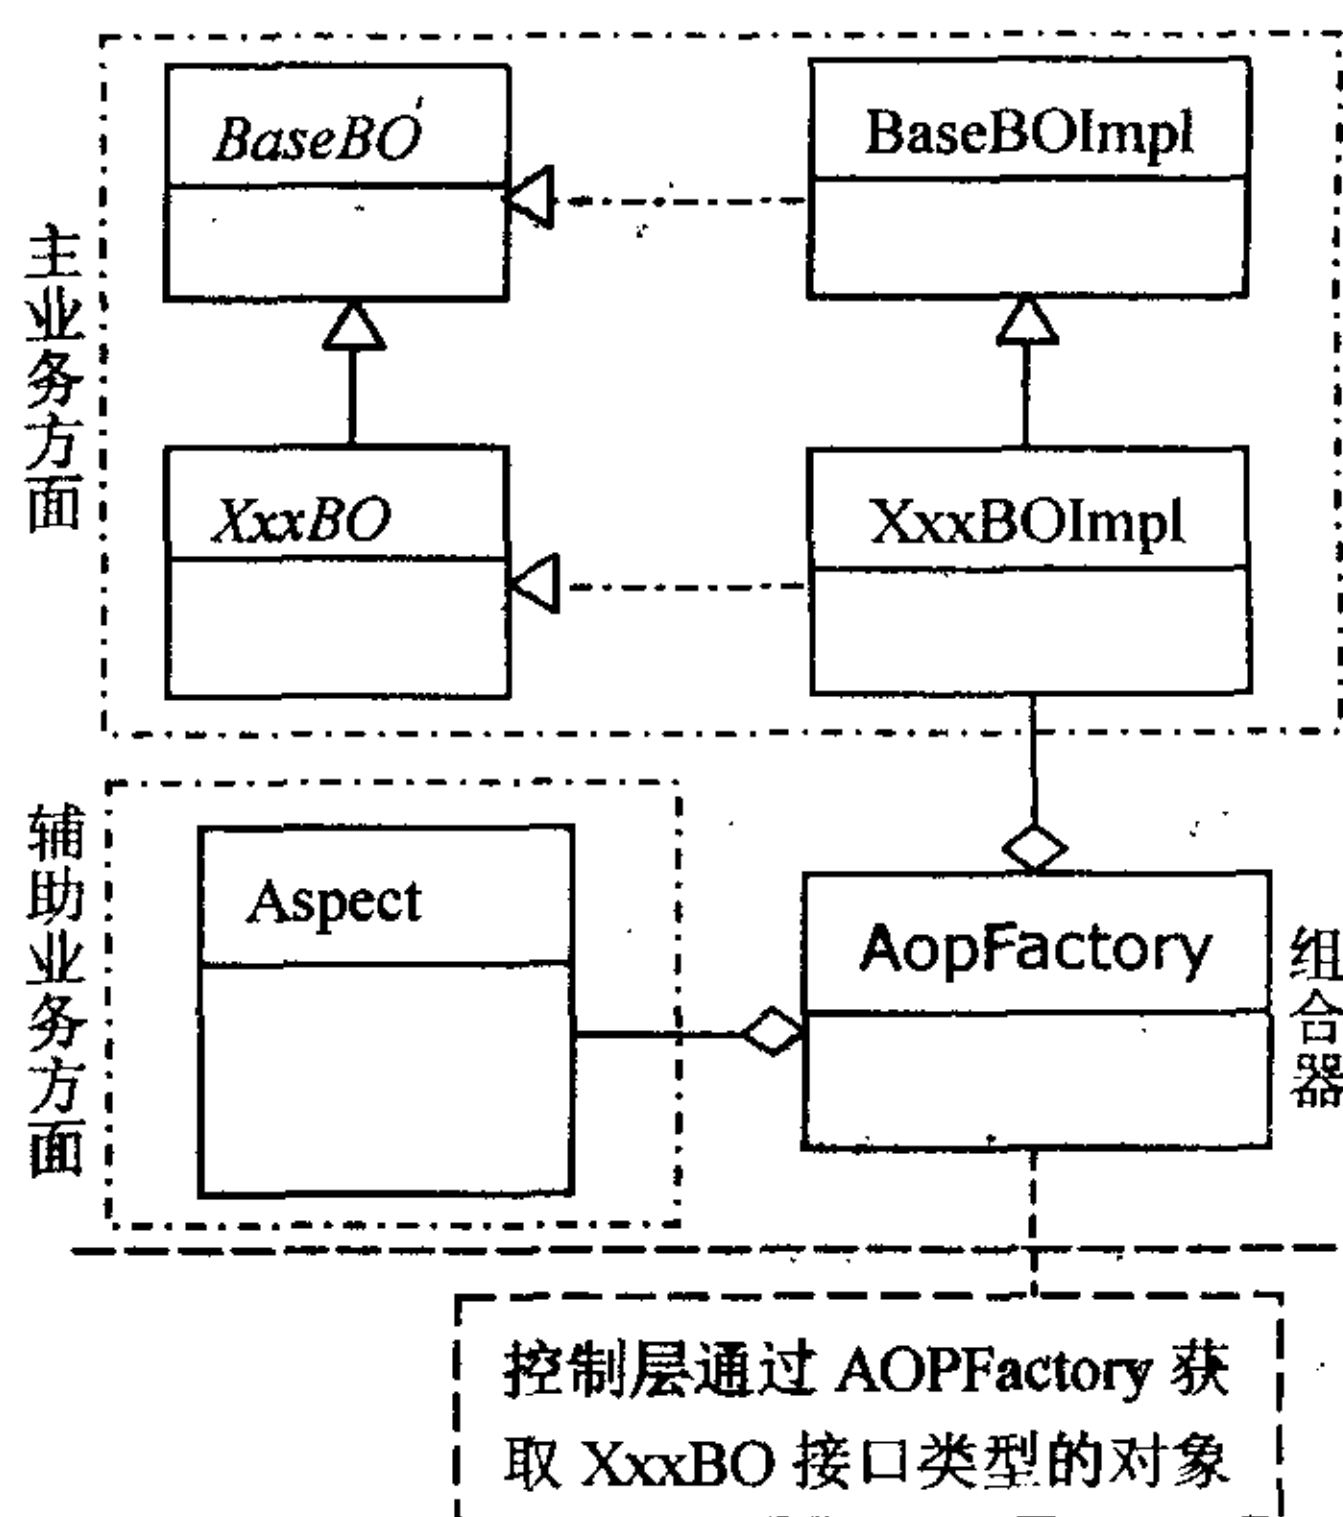 BaseBO
BaseBOImpl
主业务方面
XxxBO
XxxBOImpl
辅助业务方面
Aspect
AopFactory
组合器
控制层通过 AOPFactory 获
取 XxxBO 接口类型的对象